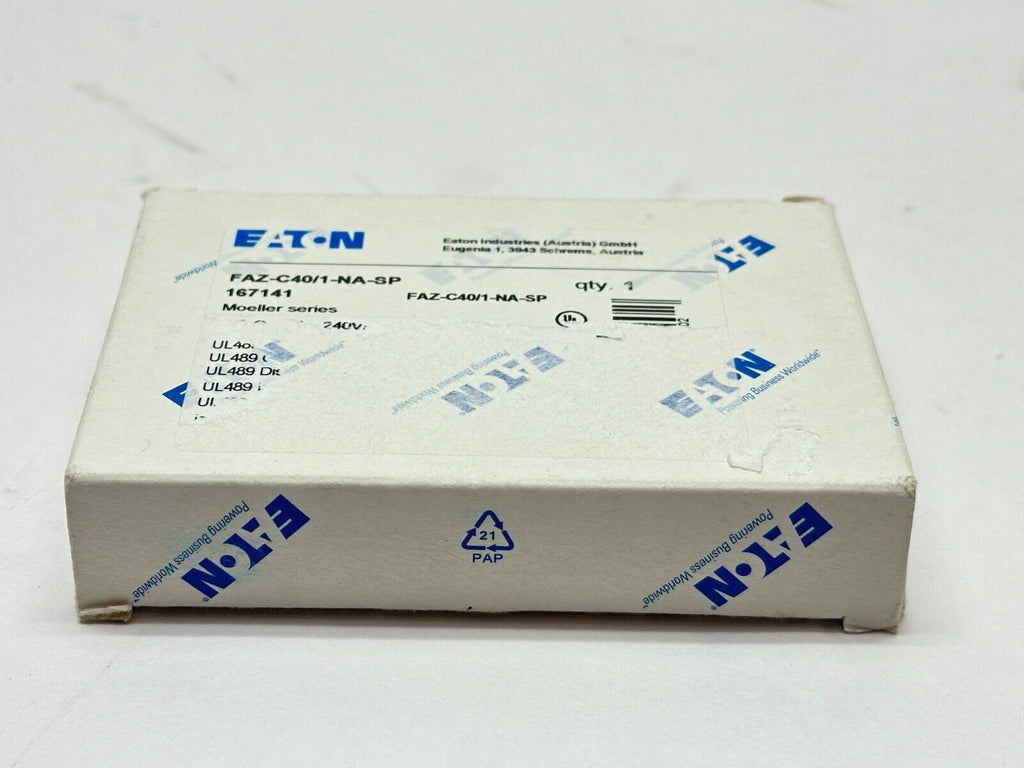 EATON
Eaton Industries (Austria) GmbH
Eugenia 1, 3943 Schrems, Austria
FAZ-C40/1-NA-SP
167141
FAZ-C40/1-NA-SP
qty. 1
Moeller series
240V
02
UL489
UL489 Di
UL489
EATON
Worldwide
EATON
Powering Business Worldwide
EATON
Powering Business Worldwide
EATON
Powering Business Worldwide
21
PAP
EATON
Powering Business Worldwide